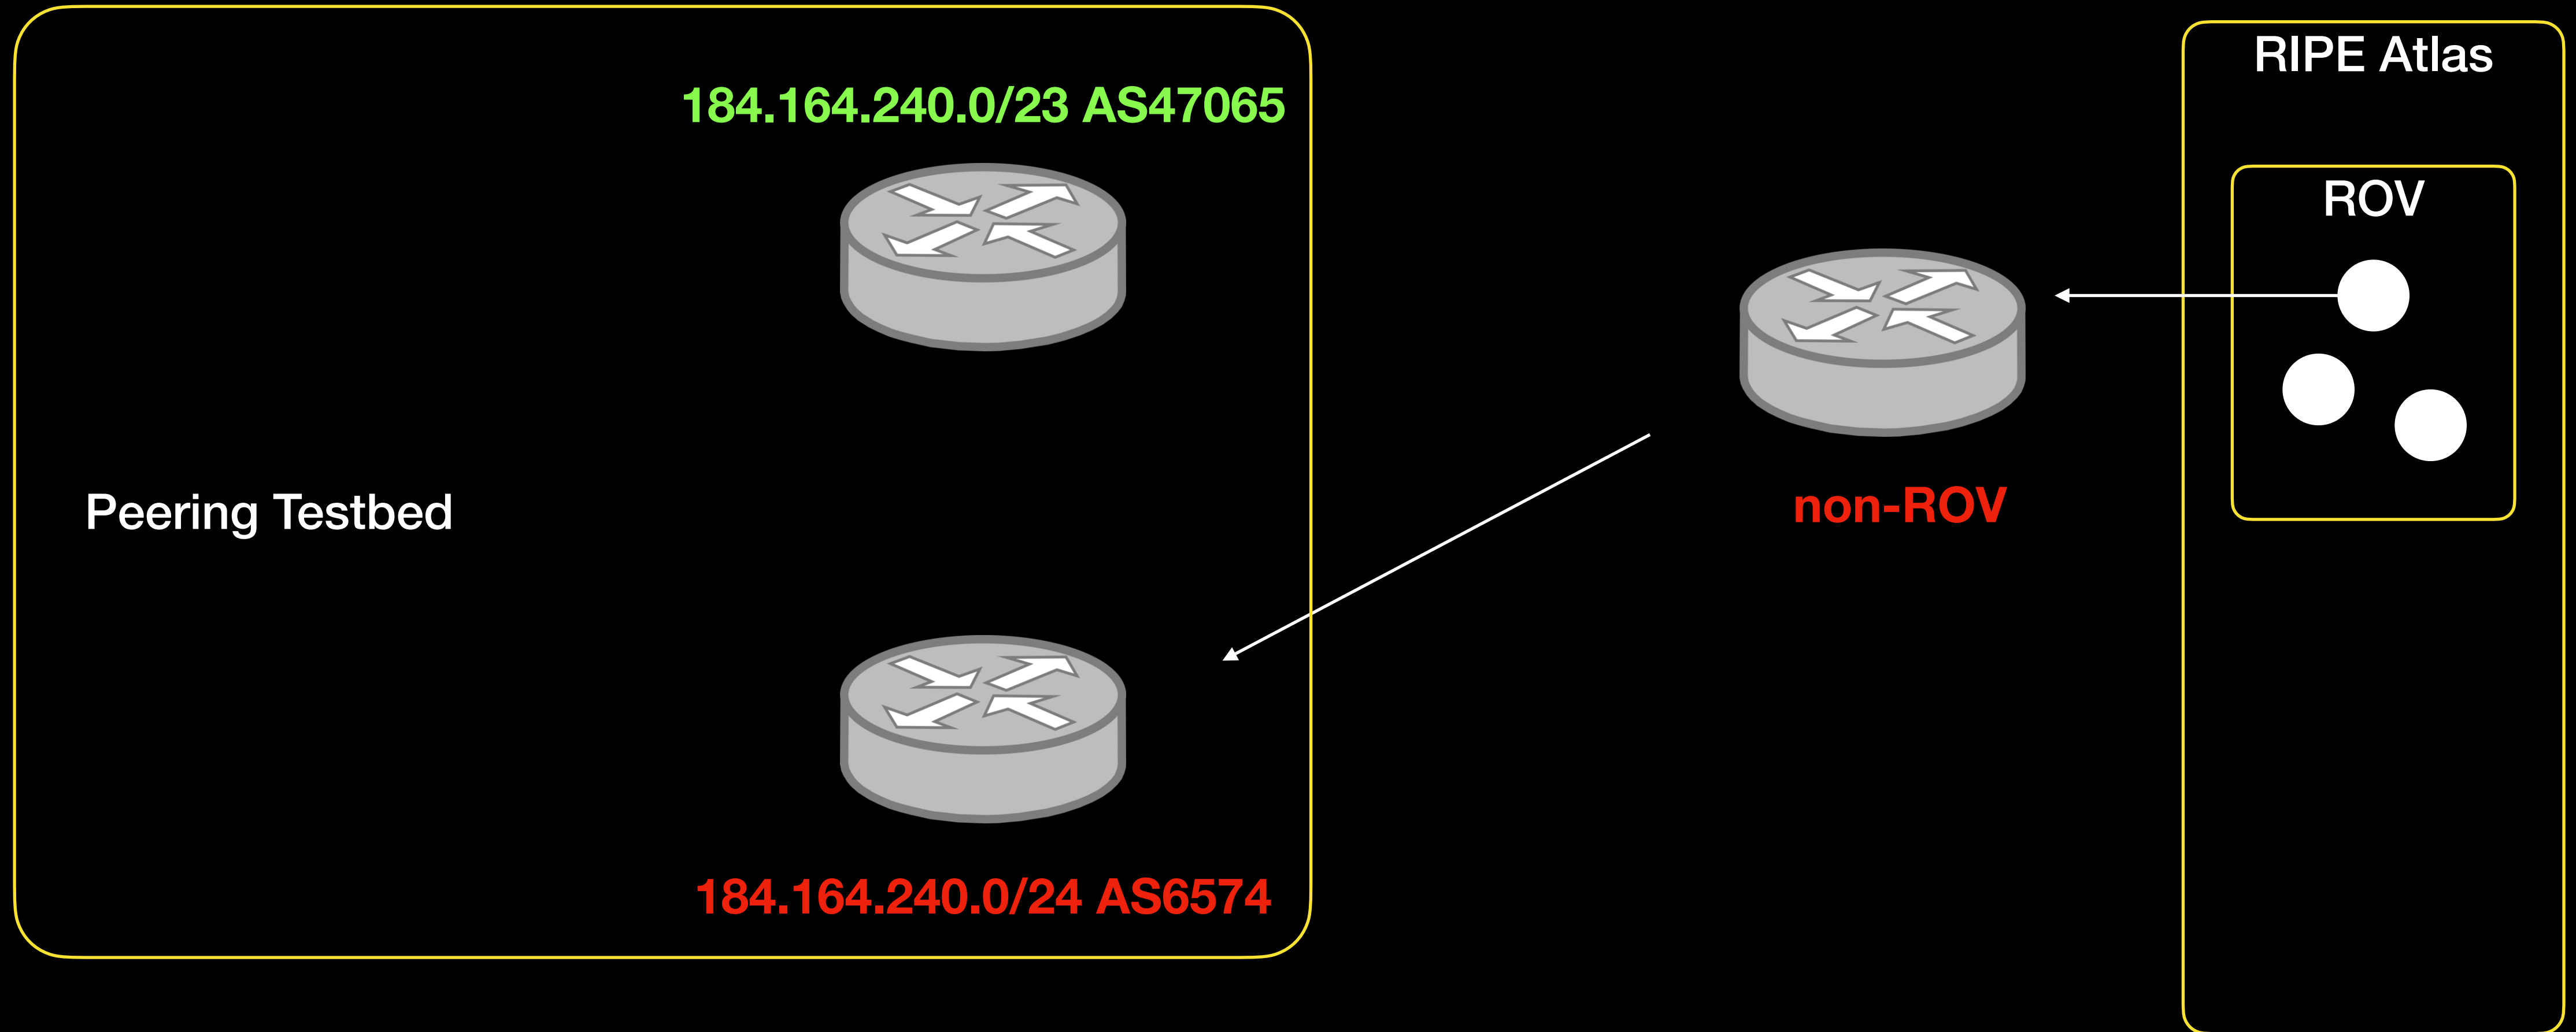 184.164.240.0/23 AS47065
Peering Testbed
184.164.240.0/24 AS6574
non-ROV
RIPE Atlas
ROV